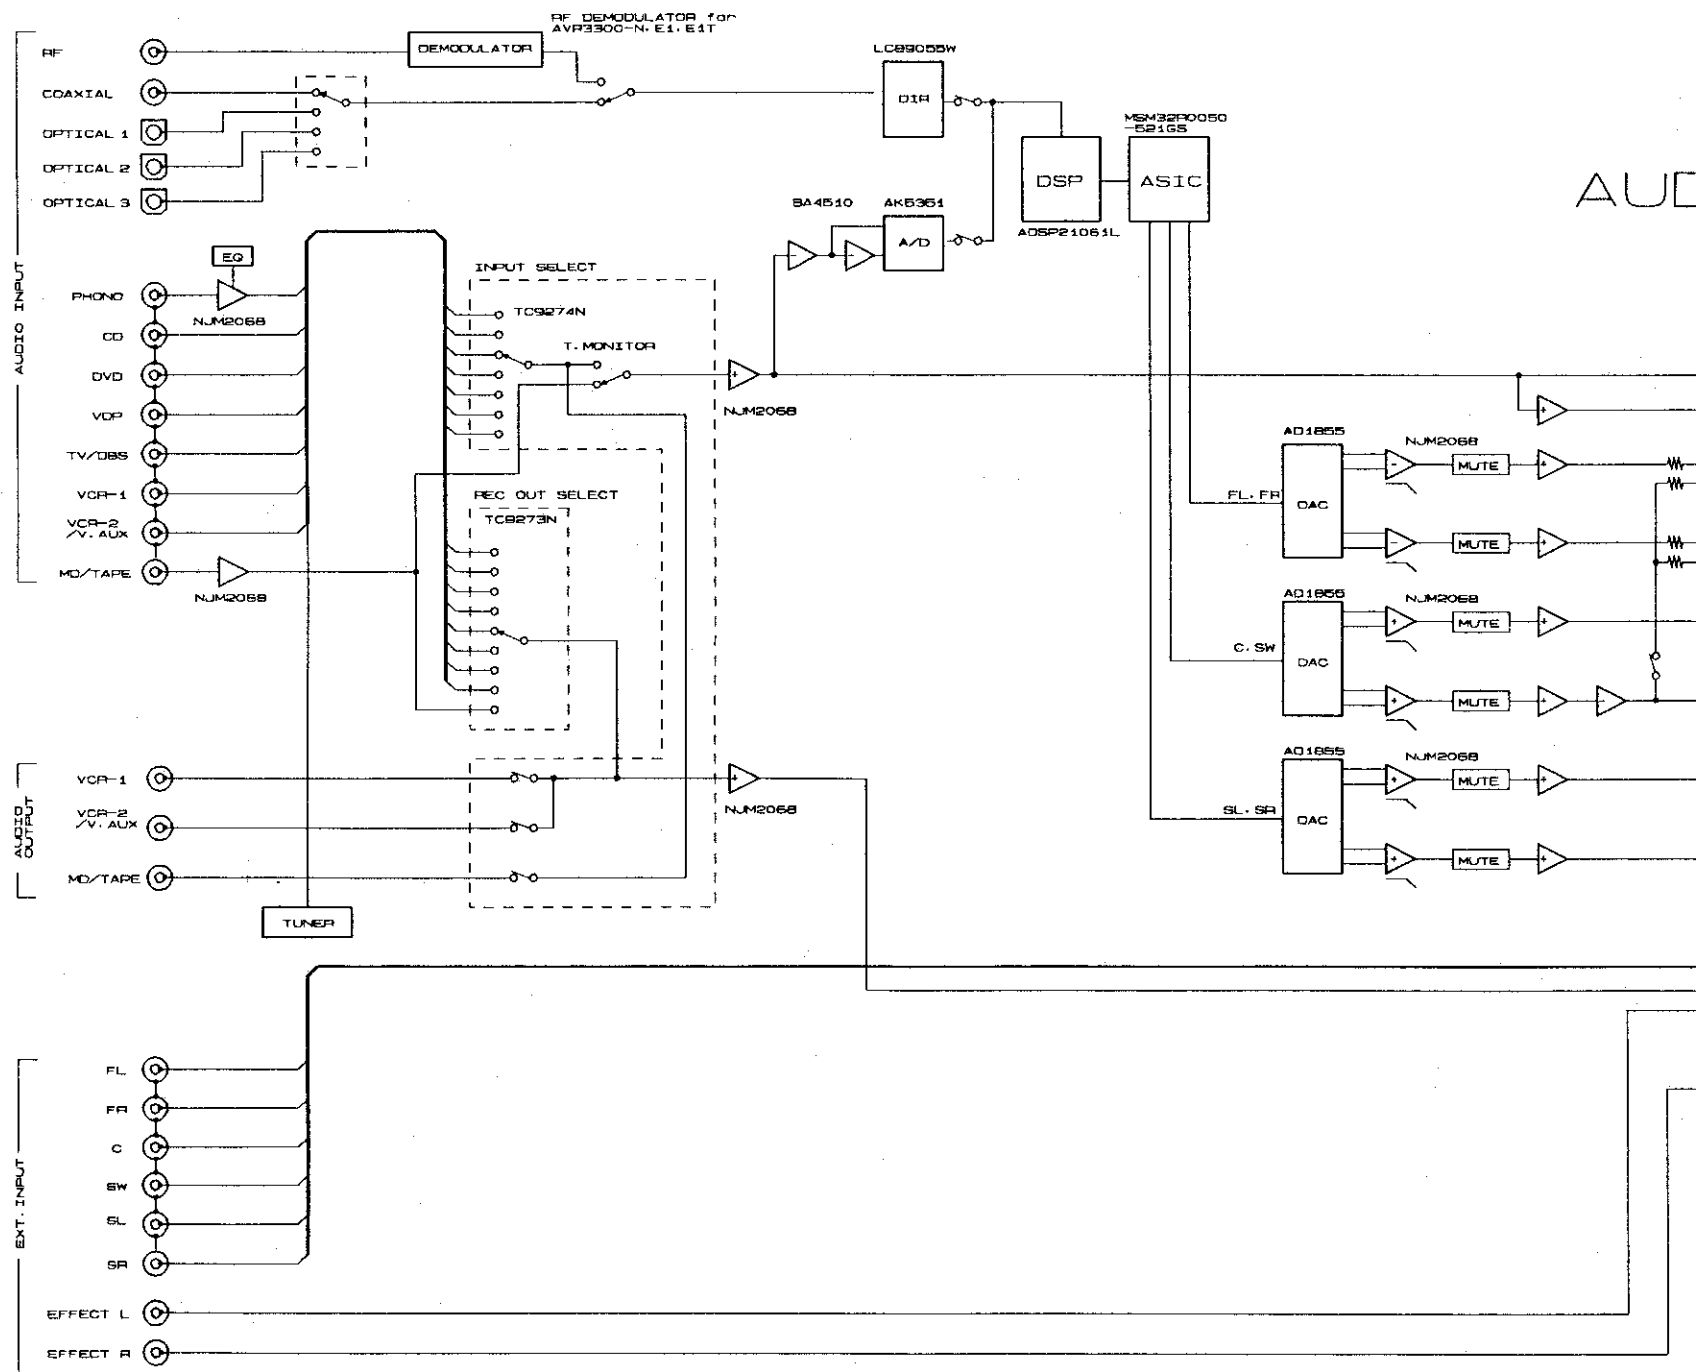 RF DEMODULATOR for
AVR3300-N.E1.E1T
RF
DEMODULATOR
LC89055W
COAXIAL
DIR
OPTICAL 1
MSM32R0050
-521GS
OPTICAL 2
DSP
ASIC
OPTICAL 3
BA4510
AK5351
ADSP21061L
A/D
AUD
AUDIO INPUT
EQ
INPUT SELECT
PHONO
NJM2068
TC9274N
CD
T.MONITOR
DVD
NJM2068
VDP
TV/DBS
AD1855
NJM2068
MUTE
FL.FR
DAC
VCR-1
REC OUT SELECT
TC9273N
VCR-2
/V.AUX
MUTE
MD/TAPE
NJM2068
AD1855
NJM2068
MUTE
C.SW
DAC
MUTE
AD1855
NJM2068
AUDIO
OUTPUT
VCR-1
MUTE
NJM2068
VCR-2
/V.AUX
SL.SR
DAC
MUTE
MD/TAPE
TUNER
EXT. INPUT
FL
FR
C
SW
SL
SR
EFFECT L
EFFECT R